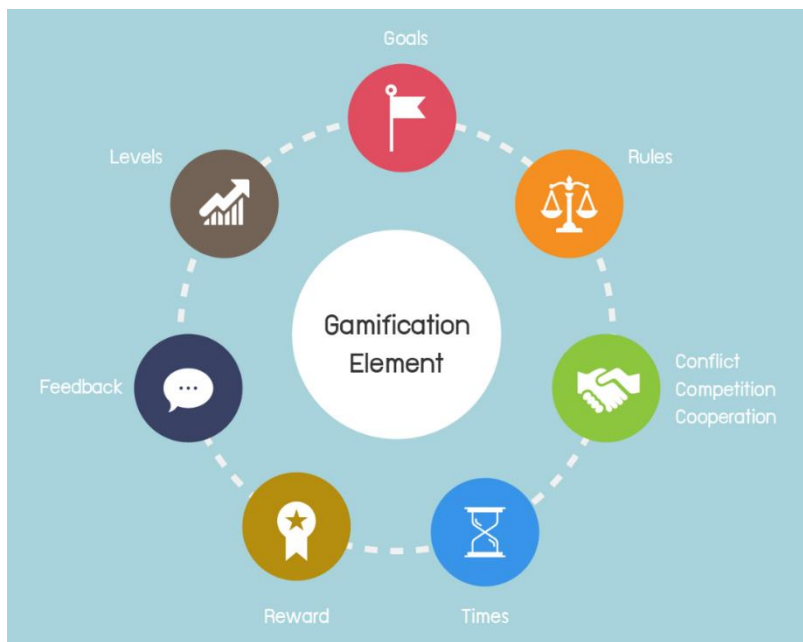 Goals
Levels
Rules
Gamification
Element
Feedback
Conflict
Competition
Cooperation
Reward
Times